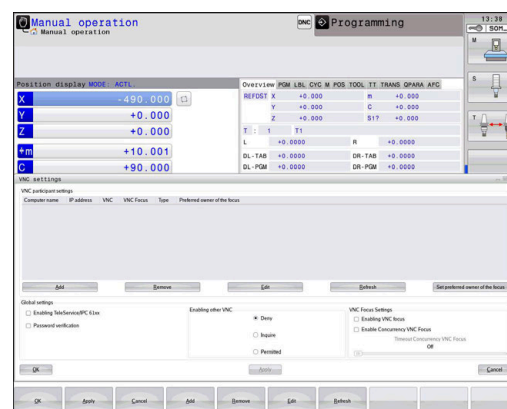 Manual operation
DNC
Programming
13:38
Manual operation
SOM...
M
Position display MODE: ACTL.
X -490.000
Y +0.000
Z +0.000
+m +10.001
C +90.000
Overview PGM LBL CYC M POS TOOL TT TRANS QPARA AFC
REFDST X +0.000 m +0.000
Y +0.000 C +0.000
Z +0.000 S1? +0.000
T : 1 T1
L +0.0000 R +0.0000
DL-TAB +0.0000 DR-TAB +0.0000
DL-PGM +0.0000 DR-PGM +0.0000
S
T
VNC settings
VNC participant settings
Computer name IP address VNC VNC Focus Type Preferred owner of the focus
Add Remove Edit Refresh Set preferred owner of the focus
Global settings
Enabling TeleService/IPC 61xx
Password verification
Enabling other VNC
Deny
Inquire
Permitted
VNC Focus Settings
Enabling VNC focus
Enable Concurrency VNC Focus
Timeout Concurrency VNC Focus
Off
OK Apply Cancel
OK Apply Cancel Add Remove Edit Refresh